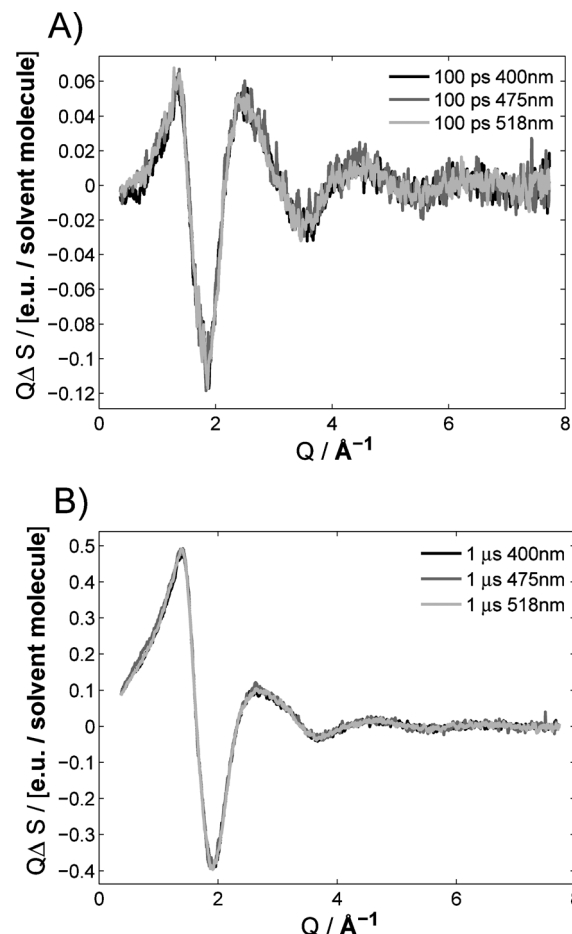 A)
0.06
0.04
0.02
0
−0.02
−0.04
−0.06
−0.08
−0.1
−0.12
QΔ S / [e.u. / solvent molecule]
100 ps 400nm
100 ps 475nm
100 ps 518nm
0 2 4 6 8
Q / Å⁻¹
B)
0.5
0.4
0.3
0.2
0.1
0
−0.1
−0.2
−0.3
−0.4
QΔ S / [e.u. / solvent molecule]
1 μs 400nm
1 μs 475nm
1 μs 518nm
0 2 4 6 8
Q / Å⁻¹